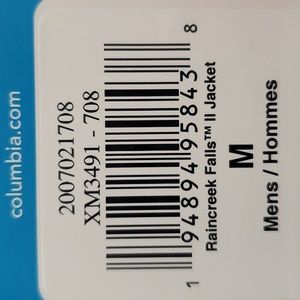 columbia.com
2007021708
XM3491 - 708
1 94894 95843 8
Raincreek Falls™ II Jacket
M
Mens / Hommes